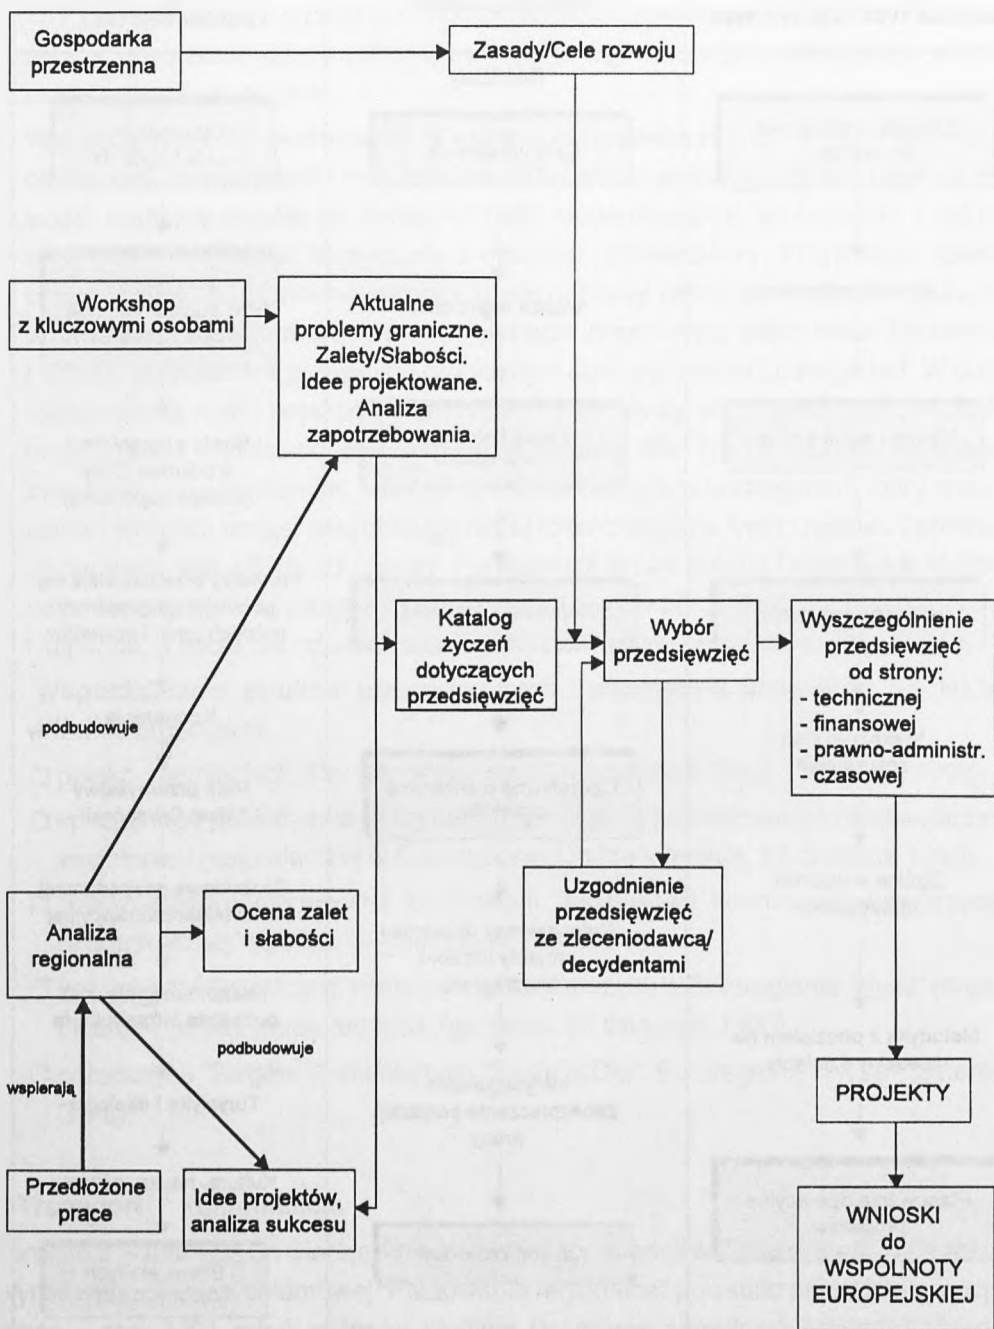 Gospodarka
przestrzenna
Zasady/Cele rozwoju
Workshop
z kluczowymi osobami
Aktualne
problemy graniczne.
Zalety/Słabości.
Idee projektowane.
Analiza
zapotrzebowania.
Katalog
życzeń
dotyczących
przedsięwzięć
Wybór
przedsięwzięć
Wyszczególnienie
przedsięwzięć
od strony:
- technicznej
- finansowej
- prawno-administr.
- czasowej
podbudowuje
Uzgodnienie
przedsięwzięć
ze zleceniodawcą/
decydentami
Analiza
regionalna
Ocena zalet
i słabości
podbudowuje
wspierają
PROJEKTY
Przedłożone
prace
Idee projektów,
analiza sukcesu
WNIOSKI
do
WSPÓLNOTY
EUROPEJSKIEJ